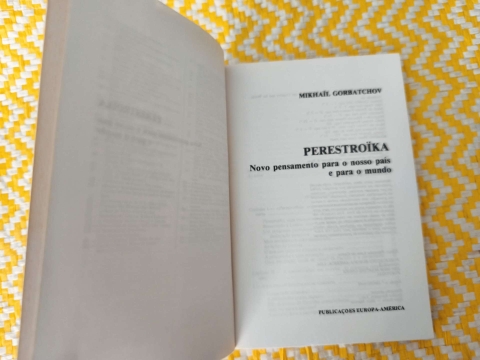 MIKHAÏL GORBATCHOV
PERESTROÏKA
Novo pensamento para o nosso país
e para o mundo
PUBLICAÇÕES EUROPA-AMÉRICA